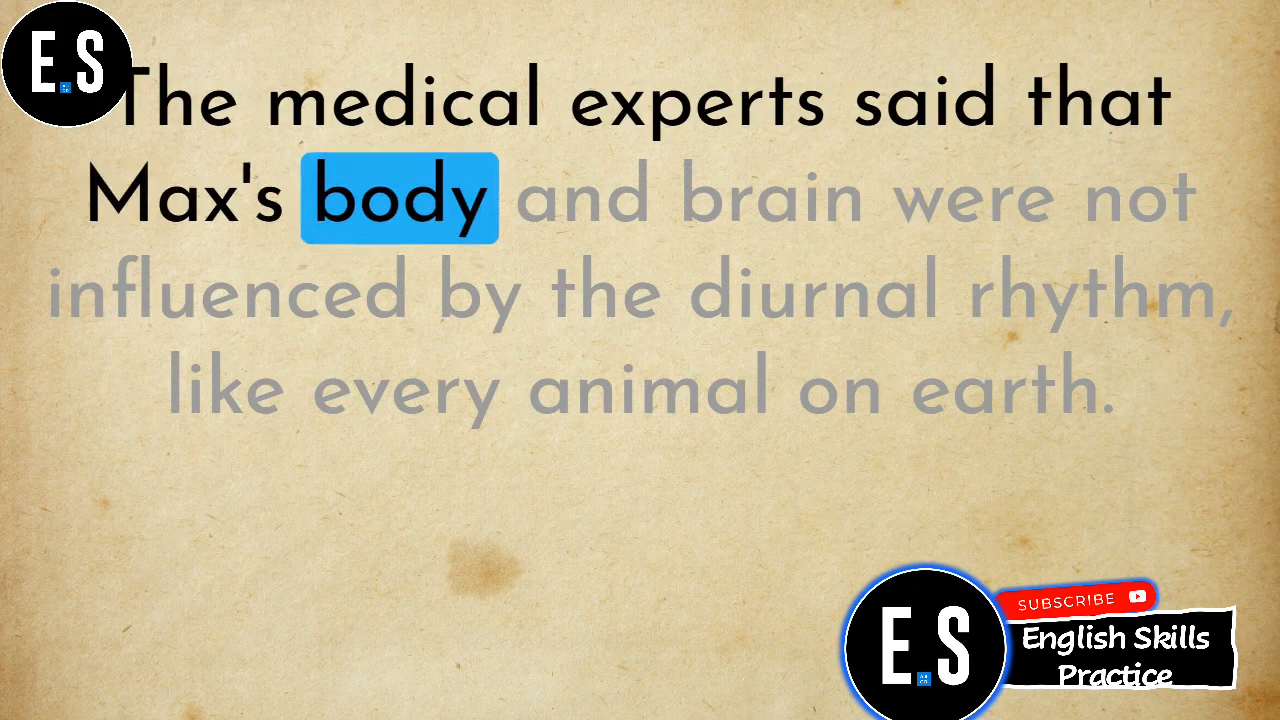 E.S
The medical experts said that
Max's body and brain were not
influenced by the diurnal rhythm,
like every animal on earth.
SUBSCRIBE
E.S
English Skills
Practice